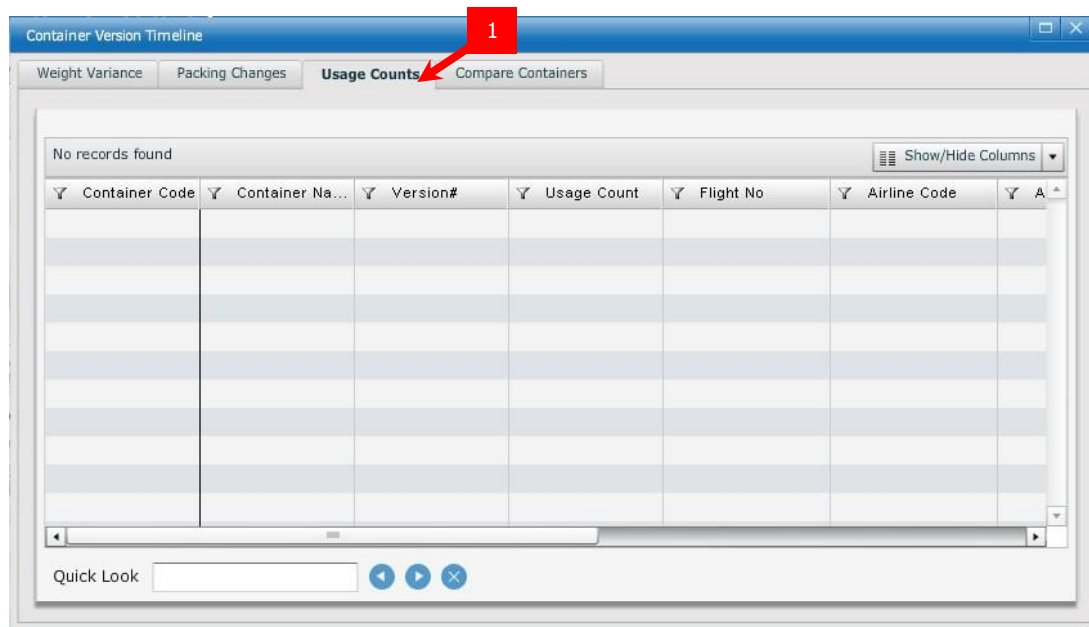 1
Container Version Timeline
Weight Variance Packing Changes Usage Counts Compare Containers
No records found Show/Hide Columns
Container Code Container Na... Version# Usage Count Flight No Airline Code A
Quick Look